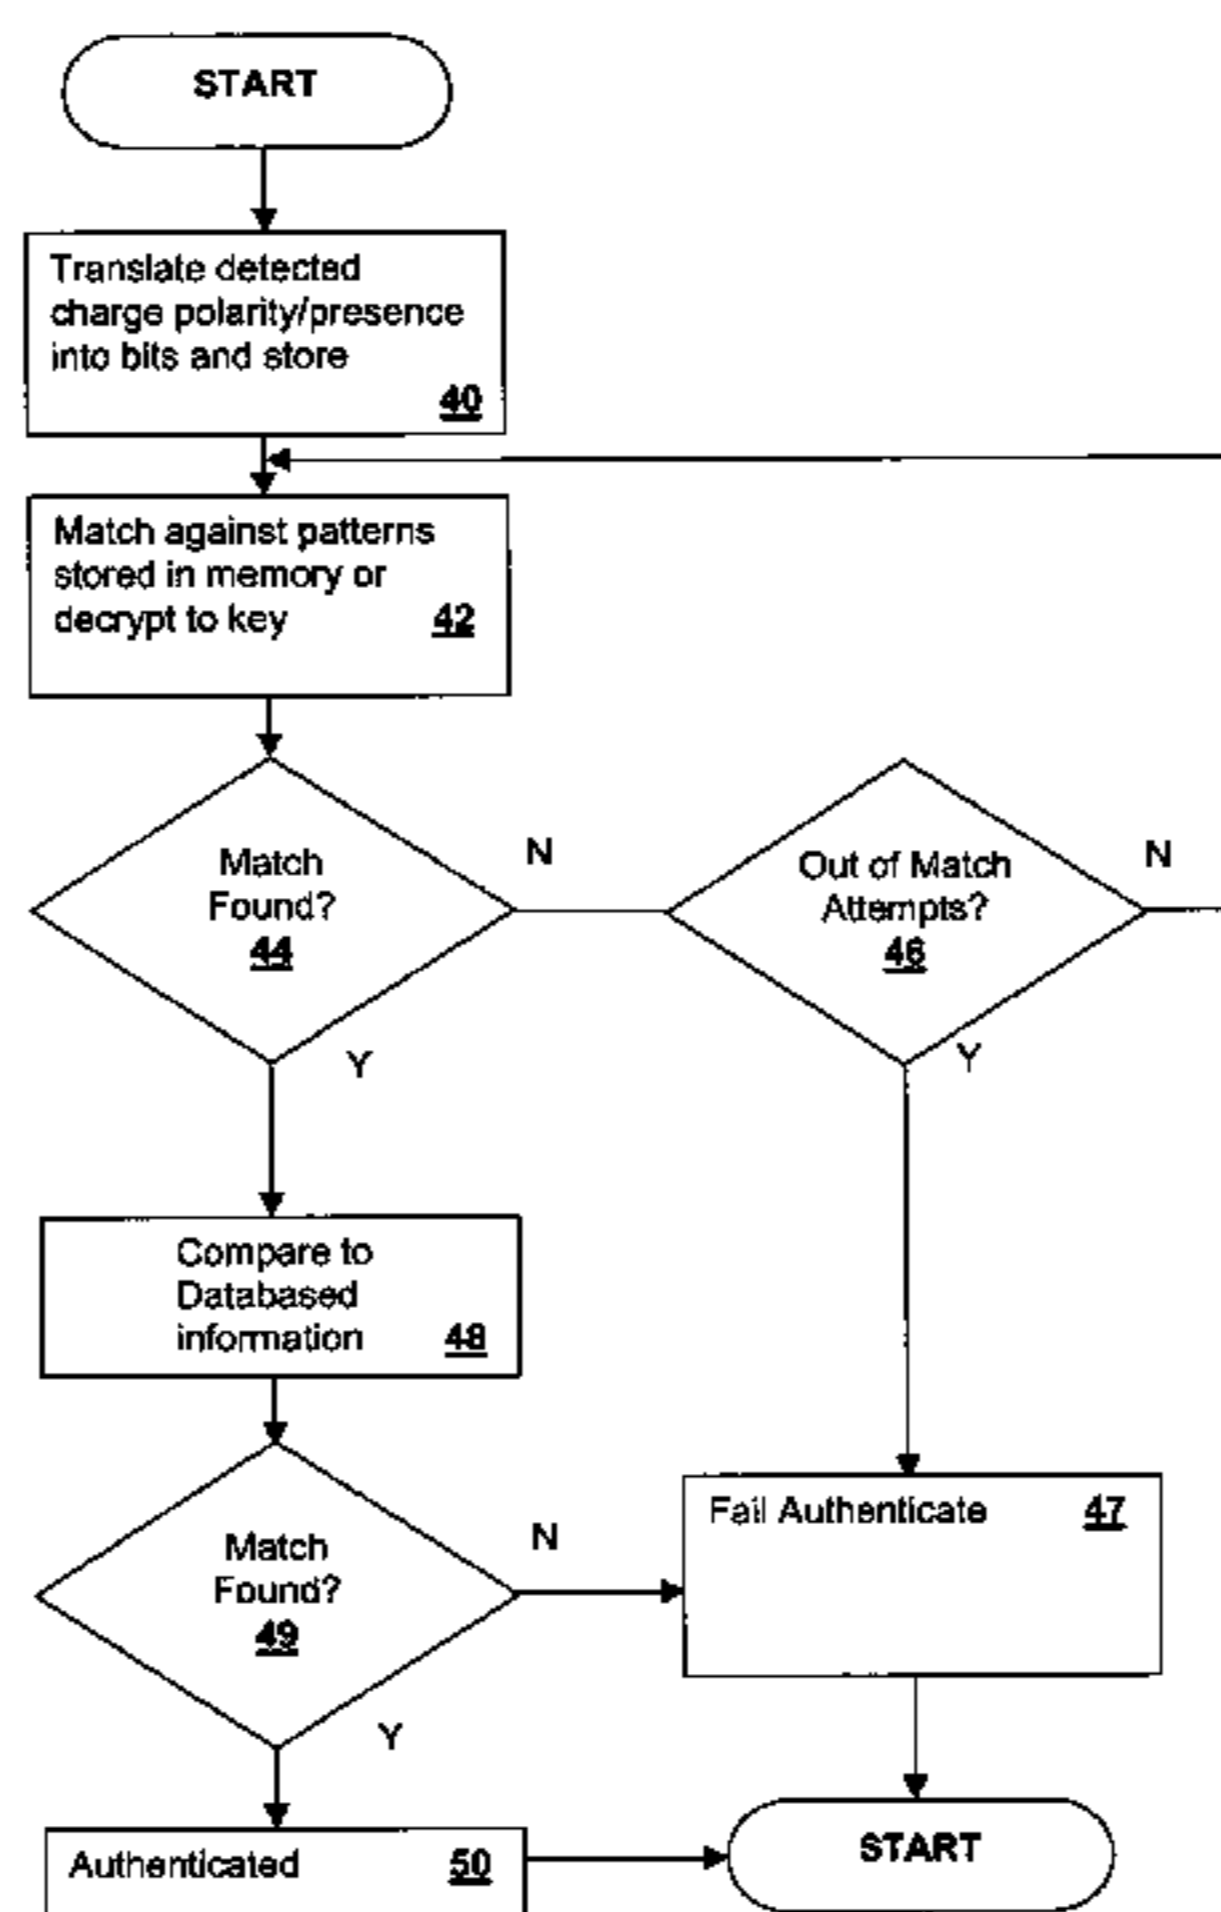 START
Translate detected
charge polarity/presence
into bits and store
40
Match against patterns
stored in memory or
decrypt to key 42
Match
Found?
44
N
Y
Out of Match
Attempts?
46
N
Y
Compare to
Databased
information 48
Match
Found?
49
N
Y
Fail Authenticate 47
Authenticated 50
START